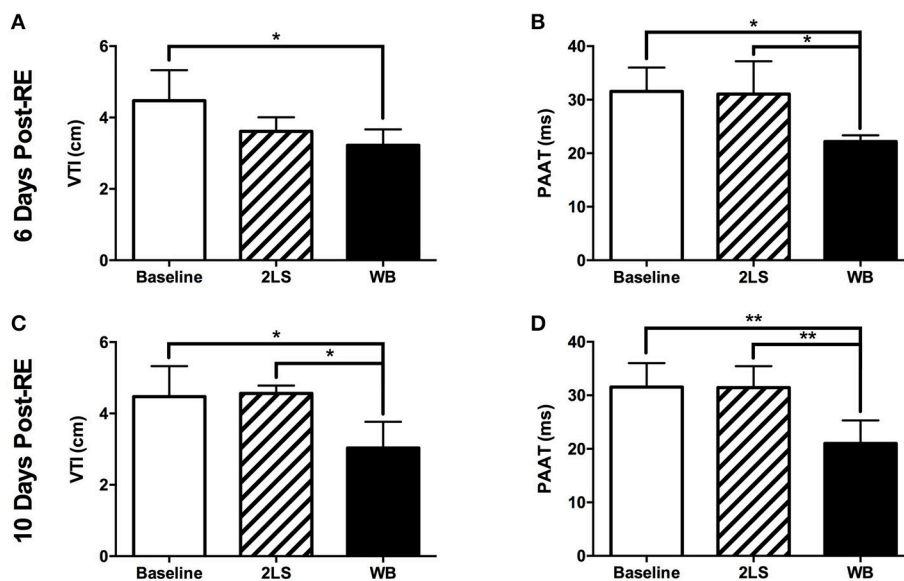 A
B
6 Days Post-RE
VTI (cm)
6
4
2
0
*
Baseline
2LS
WB
PAAT (ms)
40
30
20
10
0
*
*
Baseline
2LS
WB
C
D
10 Days Post-RE
VTI (cm)
6
4
2
0
*
*
Baseline
2LS
WB
PAAT (ms)
40
30
20
10
0
**
**
Baseline
2LS
WB